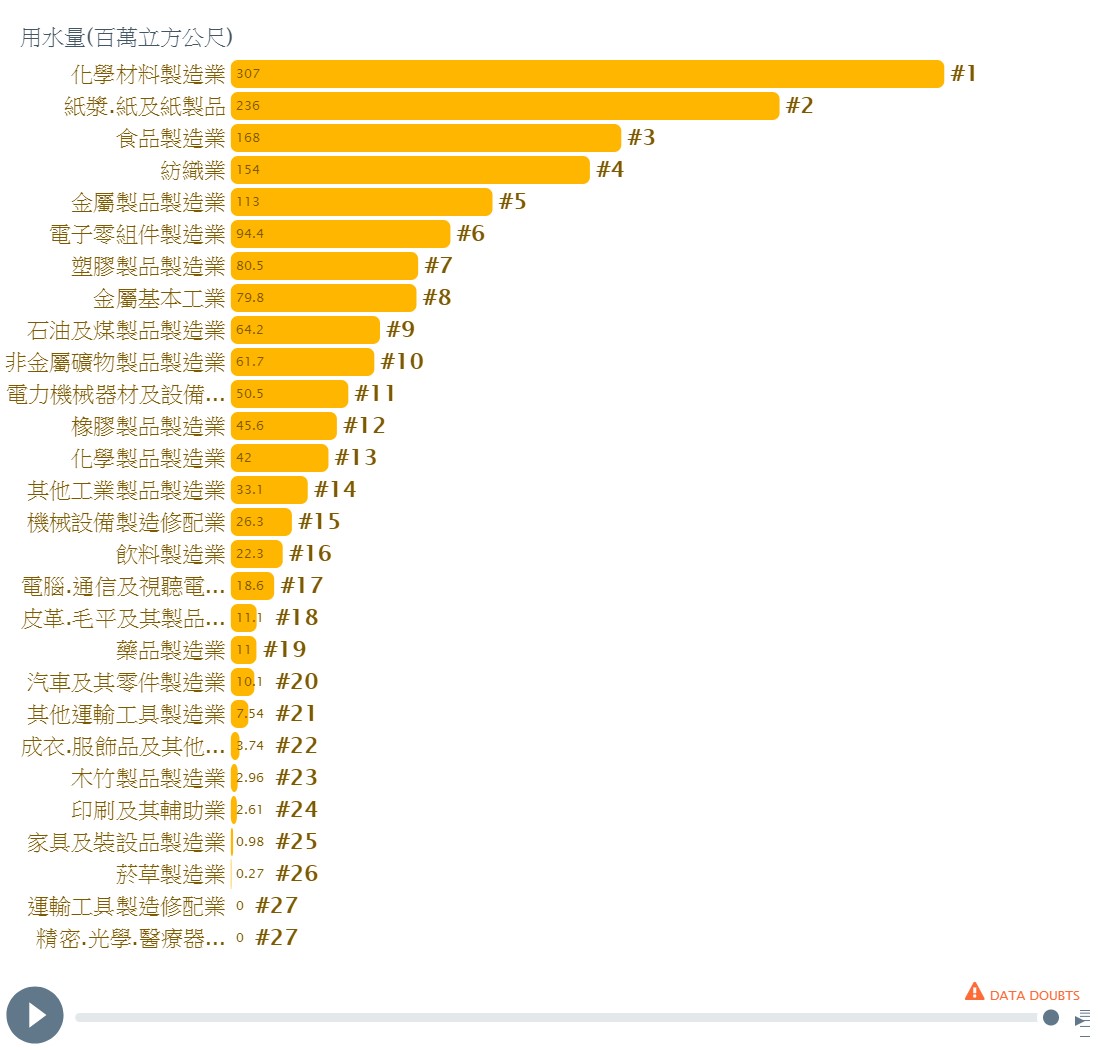 用水量(百萬立方公尺)
化學材料製造業 307 #1
紙漿.紙及紙製品 236 #2
食品製造業 168 #3
紡織業 154 #4
金屬製品製造業 113 #5
電子零組件製造業 94.4 #6
塑膠製品製造業 80.5 #7
金屬基本工業 79.8 #8
石油及煤製品製造業 64.2 #9
非金屬礦物製品製造業 61.7 #10
電力機械器材及設備... 50.5 #11
橡膠製品製造業 45.6 #12
化學製品製造業 42 #13
其他工業製品製造業 33.1 #14
機械設備製造修配業 26.3 #15
飲料製造業 22.3 #16
電腦.通信及視聽電... 18.6 #17
皮革.毛平及其製品... 11.1 #18
藥品製造業 11 #19
汽車及其零件製造業 10.1 #20
其他運輸工具製造業 7.54 #21
成衣.服飾品及其他... 3.74 #22
木竹製品製造業 2.96 #23
印刷及其輔助業 2.61 #24
家具及裝設品製造業 0.98 #25
菸草製造業 0.27 #26
運輸工具製造修配業 0 #27
精密.光學.醫療器... 0 #27
DATA DOUBTS